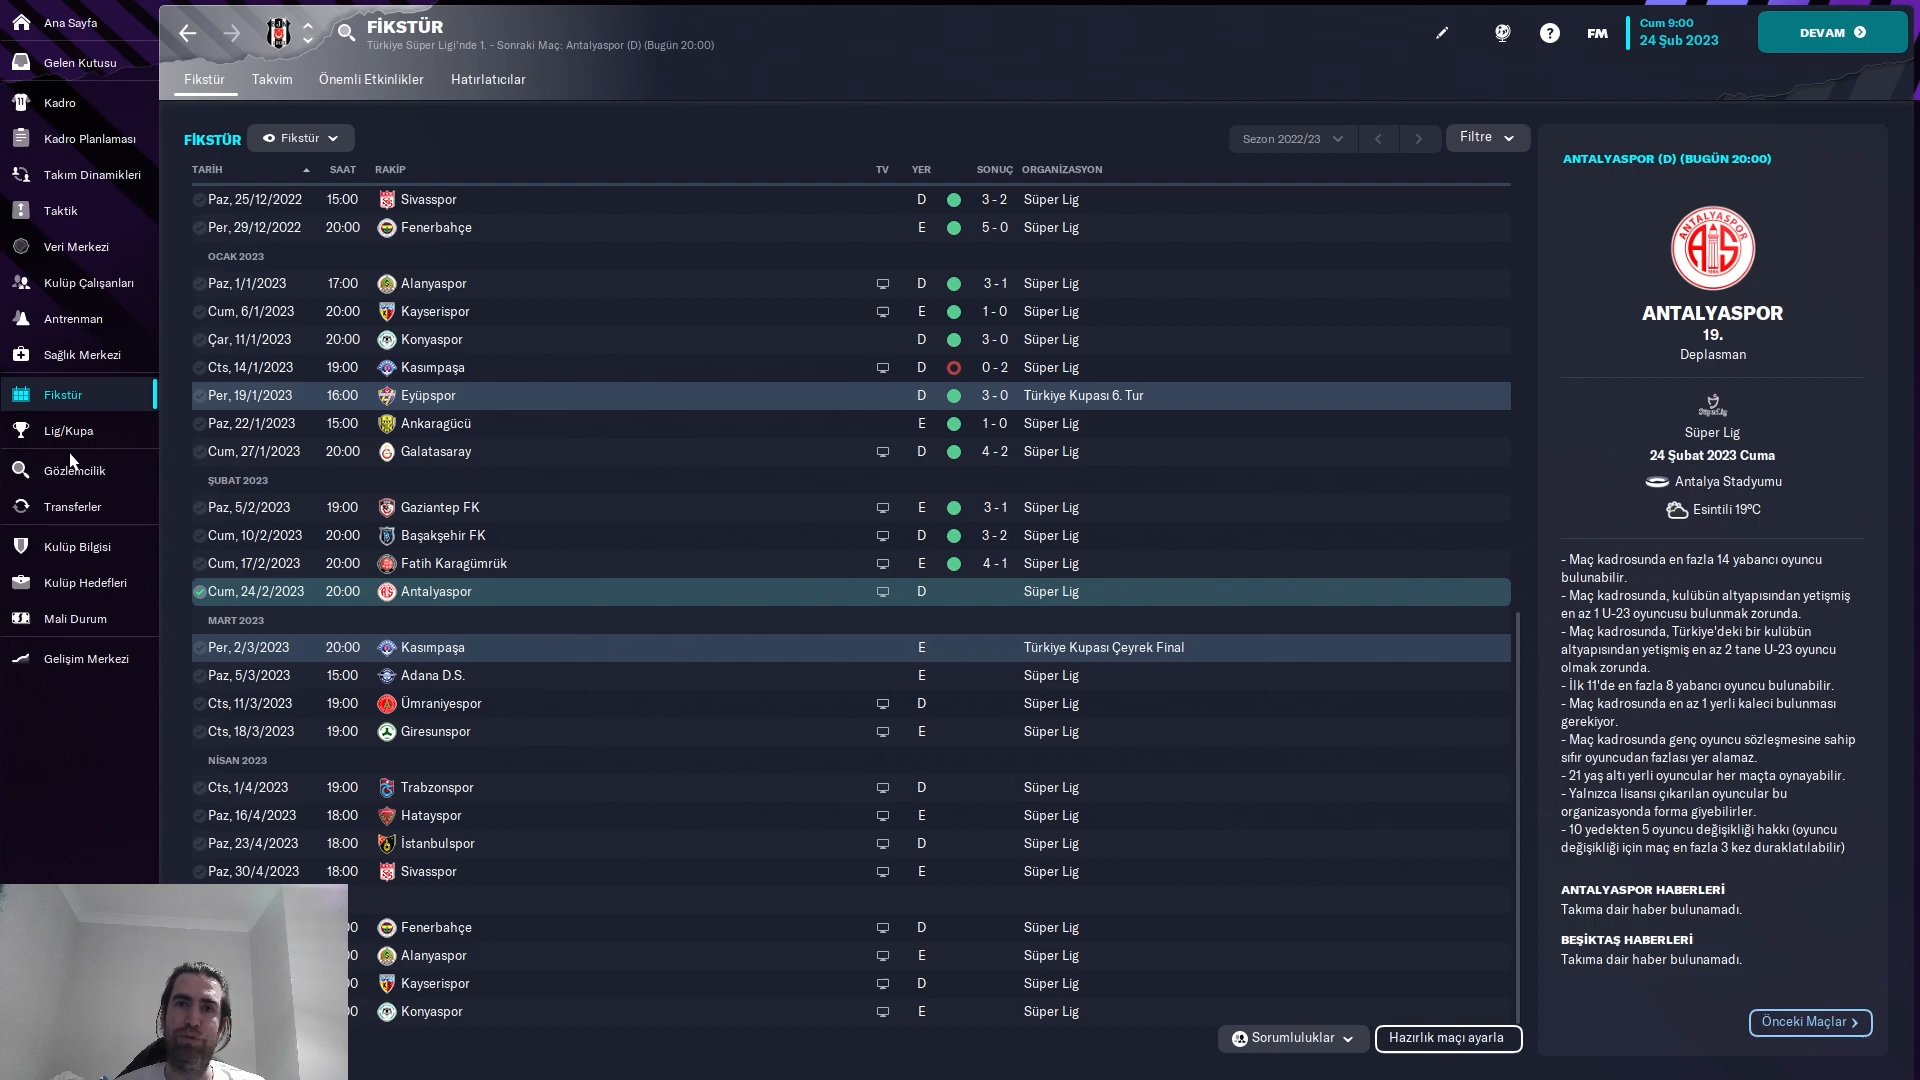 Ana Sayfa
Gelen Kutusu
Kadro
Kadro Planlaması
Takım Dinamikleri
Taktik
Veri Merkezi
Kulüp Çalışanları
Antrenman
Sağlık Merkezi
Fikstür
Lig/Kupa
Gözlemcilik
Transferler
Kulüp Bilgisi
Kulüp Hedefleri
Mali Durum
Gelişim Merkezi
FİKSTÜR
Türkiye Süper Ligi'nde 1. - Sonraki Maç: Antalyaspor (D) (Bugün 20:00)
FM
Cum 9:00
24 Şub 2023
DEVAM
Fikstür Takvim Önemli Etkinlikler Hatırlatıcılar
FİKSTÜR Fikstür Sezon 2022/23 Filtre
TARİH SAAT RAKİP TV YER SONUÇ ORGANİZASYON
Paz, 25/12/2022 15:00 Sivasspor D 3 - 2 Süper Lig
Per, 29/12/2022 20:00 Fenerbahçe E 5 - 0 Süper Lig
OCAK 2023
Paz, 1/1/2023 17:00 Alanyaspor D 3 - 1 Süper Lig
Cum, 6/1/2023 20:00 Kayserispor E 1 - 0 Süper Lig
Çar, 11/1/2023 20:00 Konyaspor D 3 - 0 Süper Lig
Cts, 14/1/2023 19:00 Kasımpaşa D 0 - 2 Süper Lig
Per, 19/1/2023 16:00 Eyüpspor D 3 - 0 Türkiye Kupası 6. Tur
Paz, 22/1/2023 15:00 Ankaragücü E 1 - 0 Süper Lig
Cum, 27/1/2023 20:00 Galatasaray D 4 - 2 Süper Lig
ŞUBAT 2023
Paz, 5/2/2023 19:00 Gaziantep FK E 3 - 1 Süper Lig
Cum, 10/2/2023 20:00 Başakşehir FK D 3 - 2 Süper Lig
Cum, 17/2/2023 20:00 Fatih Karagümrük E 4 - 1 Süper Lig
Cum, 24/2/2023 20:00 Antalyaspor D Süper Lig
MART 2023
Per, 2/3/2023 20:00 Kasımpaşa E Türkiye Kupası Çeyrek Final
Paz, 5/3/2023 15:00 Adana D.S. E Süper Lig
Cts, 11/3/2023 19:00 Ümraniyespor D Süper Lig
Cts, 18/3/2023 19:00 Giresunspor E Süper Lig
NİSAN 2023
Cts, 1/4/2023 19:00 Trabzonspor D Süper Lig
Paz, 16/4/2023 18:00 Hatayspor E Süper Lig
Paz, 23/4/2023 18:00 İstanbulspor D Süper Lig
Paz, 30/4/2023 18:00 Sivasspor E Süper Lig
Fenerbahçe D Süper Lig
Alanyaspor E Süper Lig
Kayserispor D Süper Lig
Konyaspor E Süper Lig
Sorumluluklar Hazırlık maçı ayarla
ANTALYASPOR (D) (BUGÜN 20:00)
ANTALYASPOR
ANTALYASPOR
19.
Deplasman
Süper Lig
24 Şubat 2023 Cuma
Antalya Stadyumu
Esintili 19°C
- Maç kadrosunda en fazla 14 yabancı oyuncu
bulunabilir.
- Maç kadrosunda, kulübün altyapısından yetişmiş
en az 1 U-23 oyuncusu bulunmak zorunda.
- Maç kadrosunda, Türkiye'deki bir kulübün
altyapısından yetişmiş en az 2 tane U-23 oyuncu
olmak zorunda.
- İlk 11'de en fazla 8 yabancı oyuncu bulunabilir.
- Maç kadrosunda en az 1 yerli kaleci bulunması
gerekiyor.
- Maç kadrosunda genç oyuncu sözleşmesine sahip
sıfır oyuncudan fazlası yer alamaz.
- 21 yaş altı yerli oyuncular her maçta oynayabilir.
- Yalnızca lisansı çıkarılan oyuncular bu
organizasyonda forma giyebilirler.
- 10 yedekten 5 oyuncu değişikliği hakkı (oyuncu
değişikliği için maç en fazla 3 kez duraklatılabilir)
ANTALYASPOR HABERLERİ
Takıma dair haber bulunamadı.
BEŞİKTAŞ HABERLERİ
Takıma dair haber bulunamadı.
Önceki Maçlar